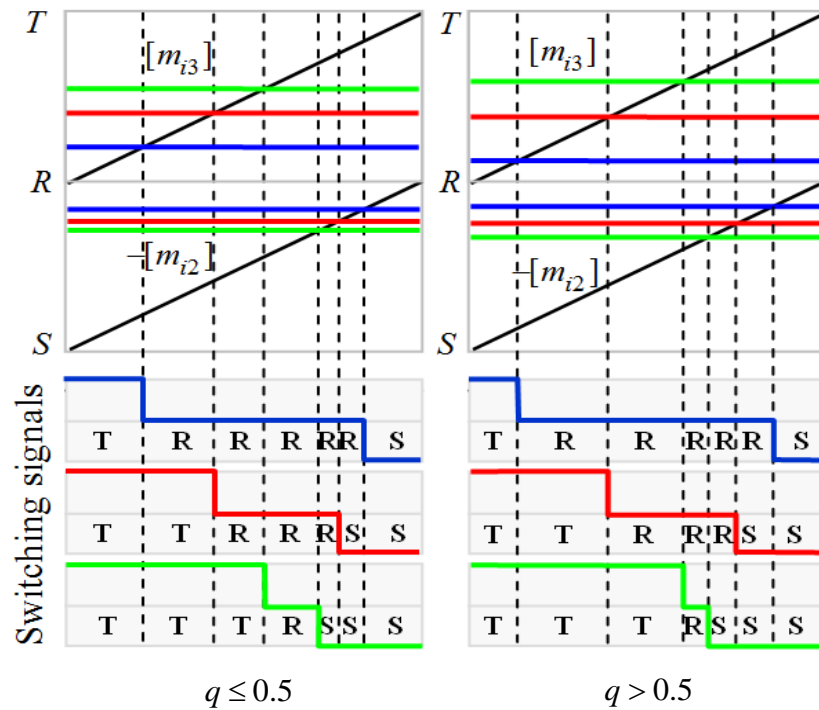 T T
[m_{i3}] [m_{i3}]
R R
−[m_{i2}] −[m_{i2}]
S S
Switching signals
T R R R R R S T R R R R R S
T T R R R S S T T R R R S S
T T T R S S S T T T R S S S
q ≤ 0.5 q > 0.5